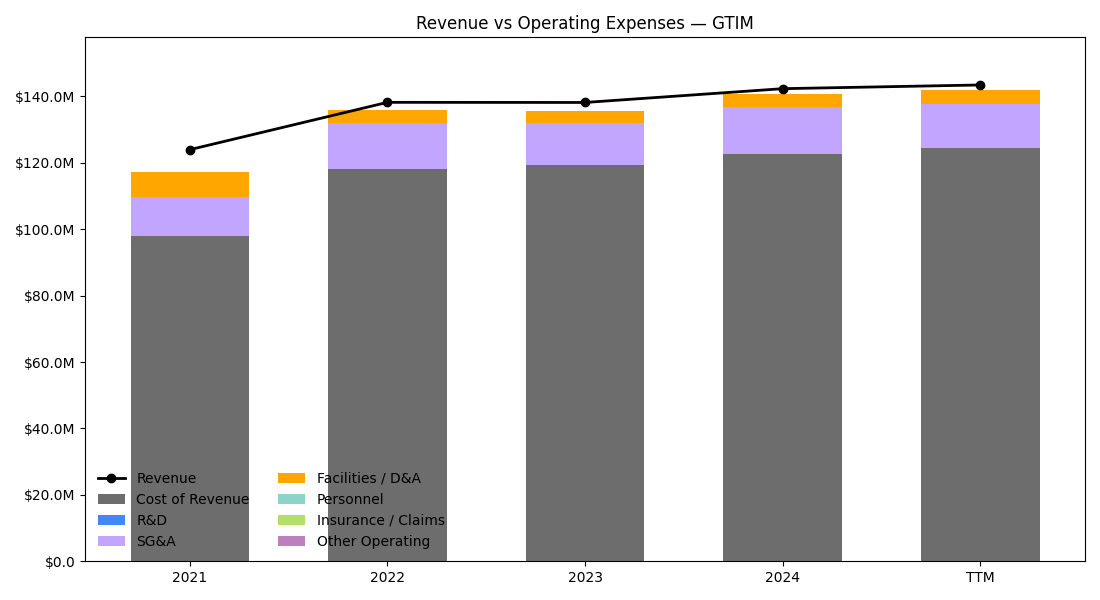 Revenue vs Operating Expenses — GTIM
$140.0M
$120.0M
$100.0M
$80.0M
$60.0M
$40.0M
$20.0M
$0.0
Revenue
Cost of Revenue
R&D
SG&A
Facilities / D&A
Personnel
Insurance / Claims
Other Operating
2021
2022
2023
2024
TTM